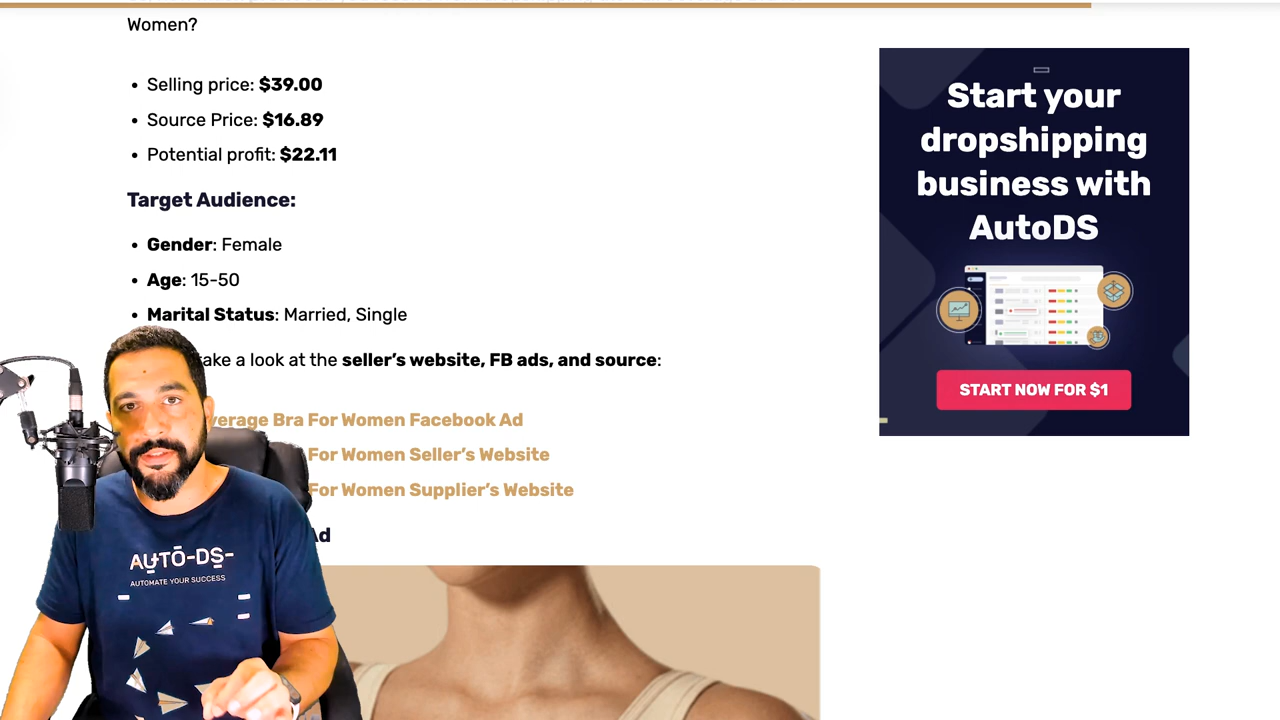 Women?
• Selling price: $39.00
• Source Price: $16.89
• Potential profit: $22.11
Target Audience:
• Gender: Female
• Age: 15-50
• Marital Status: Married, Single
take a look at the seller's website, FB ads, and source:
verage Bra For Women Facebook Ad
For Women Seller's Website
For Women Supplier's Website
Ad
Start your
dropshipping
business with
AutoDS
START NOW FOR $1
AUTO-DS-
AUTOMATE YOUR SUCCESS